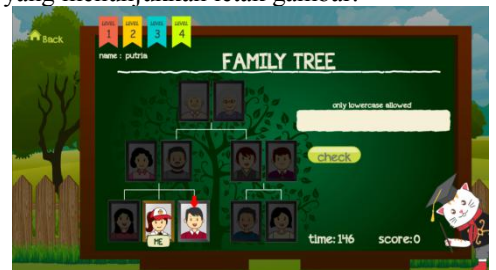 yang menunjukkan letak gambar.
Back
LEVEL 1 LEVEL 2 LEVEL 3 LEVEL 4
name : putria
FAMILY TREE
only lowercase allowed
check
ME
time: 146 score: 0